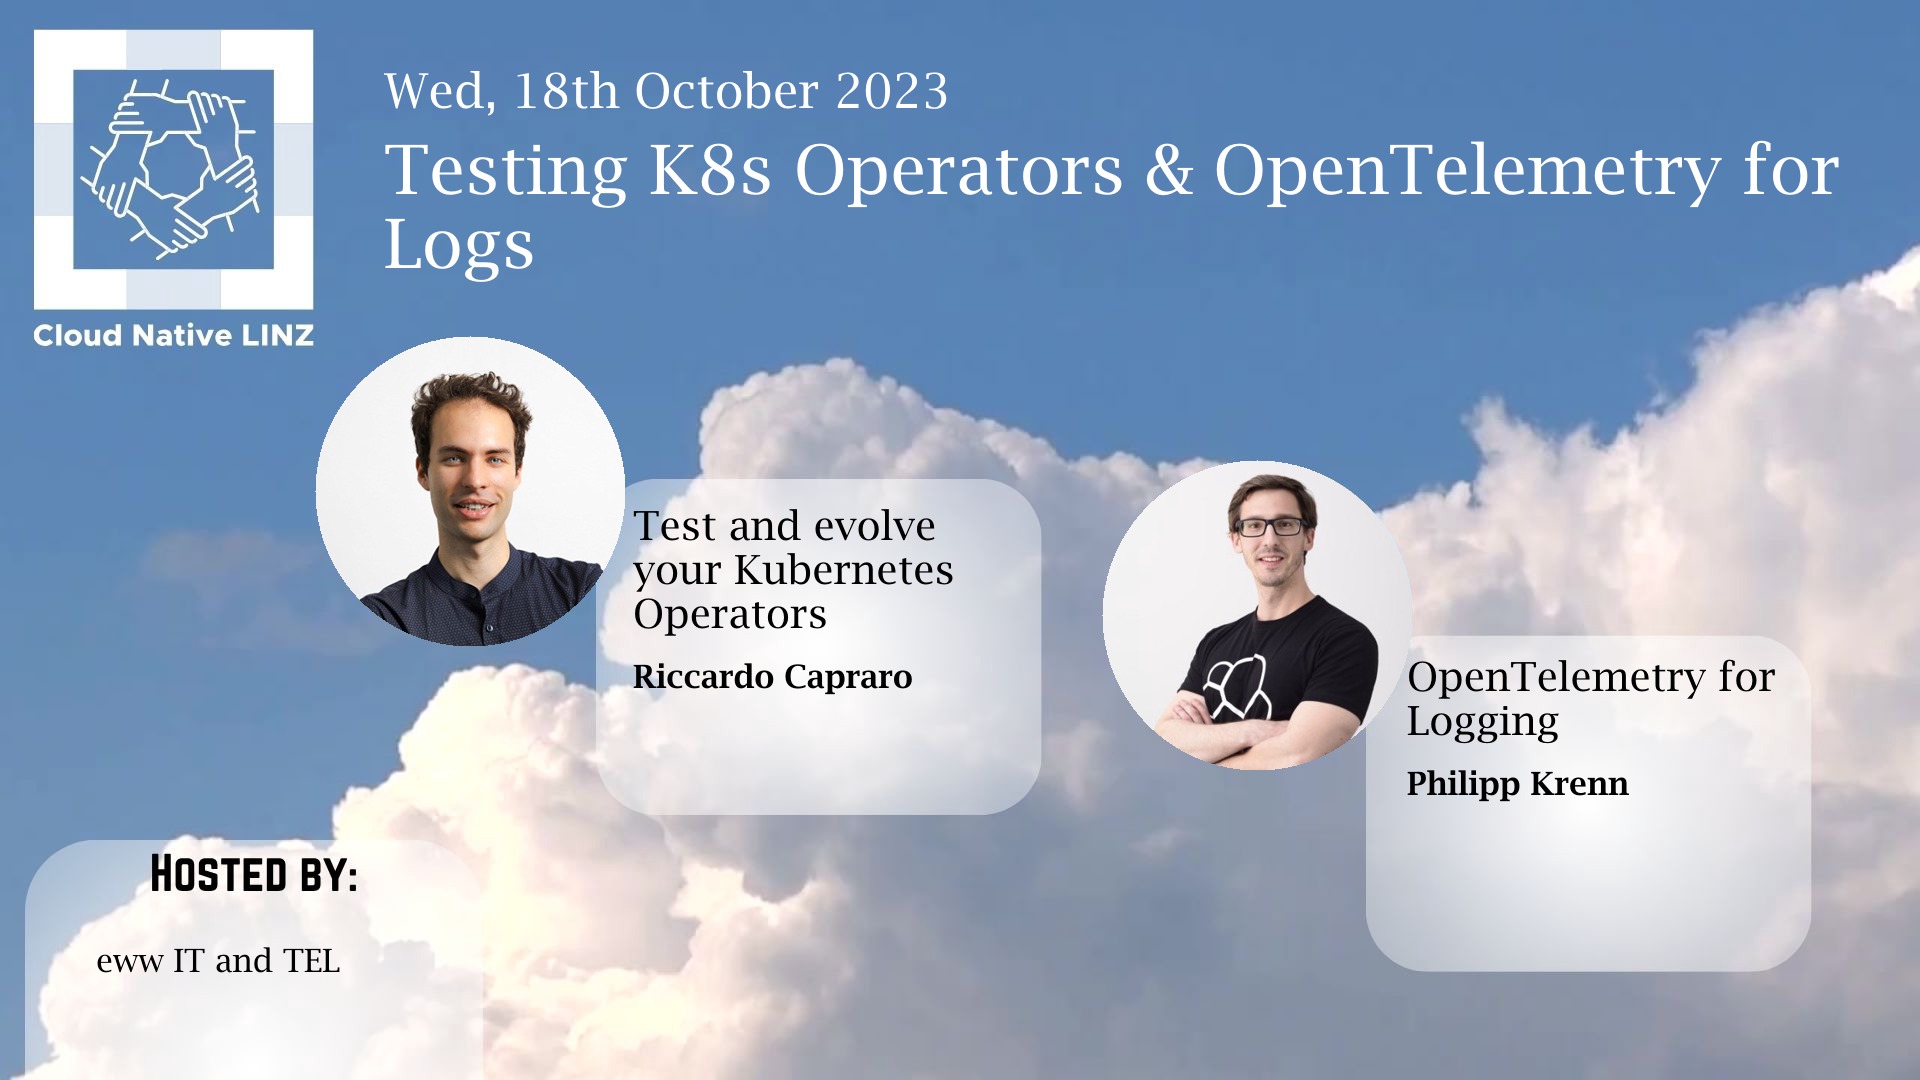 Wed, 18th October 2023
Testing K8s Operators & OpenTelemetry for
Logs
Cloud Native LINZ
Test and evolve
your Kubernetes
Operators
Riccardo Capraro
OpenTelemetry for
Logging
Philipp Krenn
HOSTED BY:
eww IT and TEL